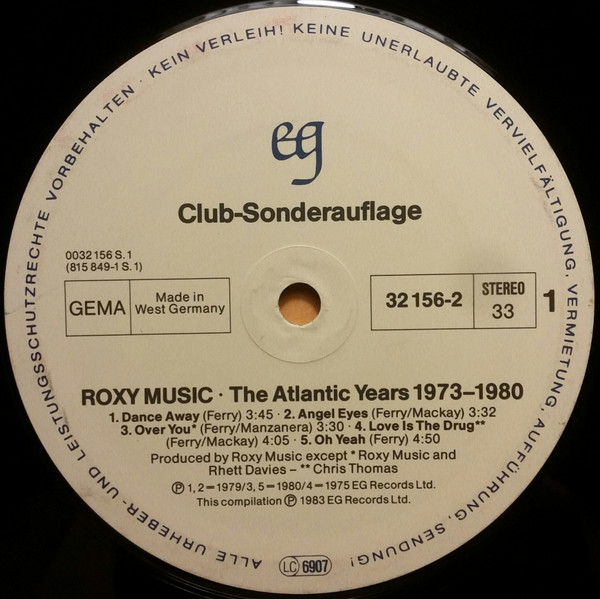 ALLE URHEBER- UND LEISTUNGSSCHUTZRECHTE VORBEHALTEN · KEIN VERLEIH! KEINE UNERLAUBTE VERVIELFÄLTIGUNG, VERMIETUNG, AUFFÜHRUNG, SENDUNG!
eg
Club-Sonderauflage
0032156 S. 1
(815 849-1 S. 1)
GEMA
Made in
West Germany
32 156-2
STEREO
33
1
ROXY MUSIC · The Atlantic Years 1973–1980
1. Dance Away (Ferry) 3:45 · 2. Angel Eyes (Ferry/Mackay) 3:32
3. Over You* (Ferry/Manzanera) 3:30 · 4. Love Is The Drug**
(Ferry/Mackay) 4:05 · 5. Oh Yeah (Ferry) 4:50
Produced by Roxy Music except * Roxy Music and
Rhett Davies – ** Chris Thomas
℗ 1, 2 – 1979/3, 5 – 1980/4 – 1975 EG Records Ltd.
This compilation ℗ 1983 EG Records Ltd.
LC 6907